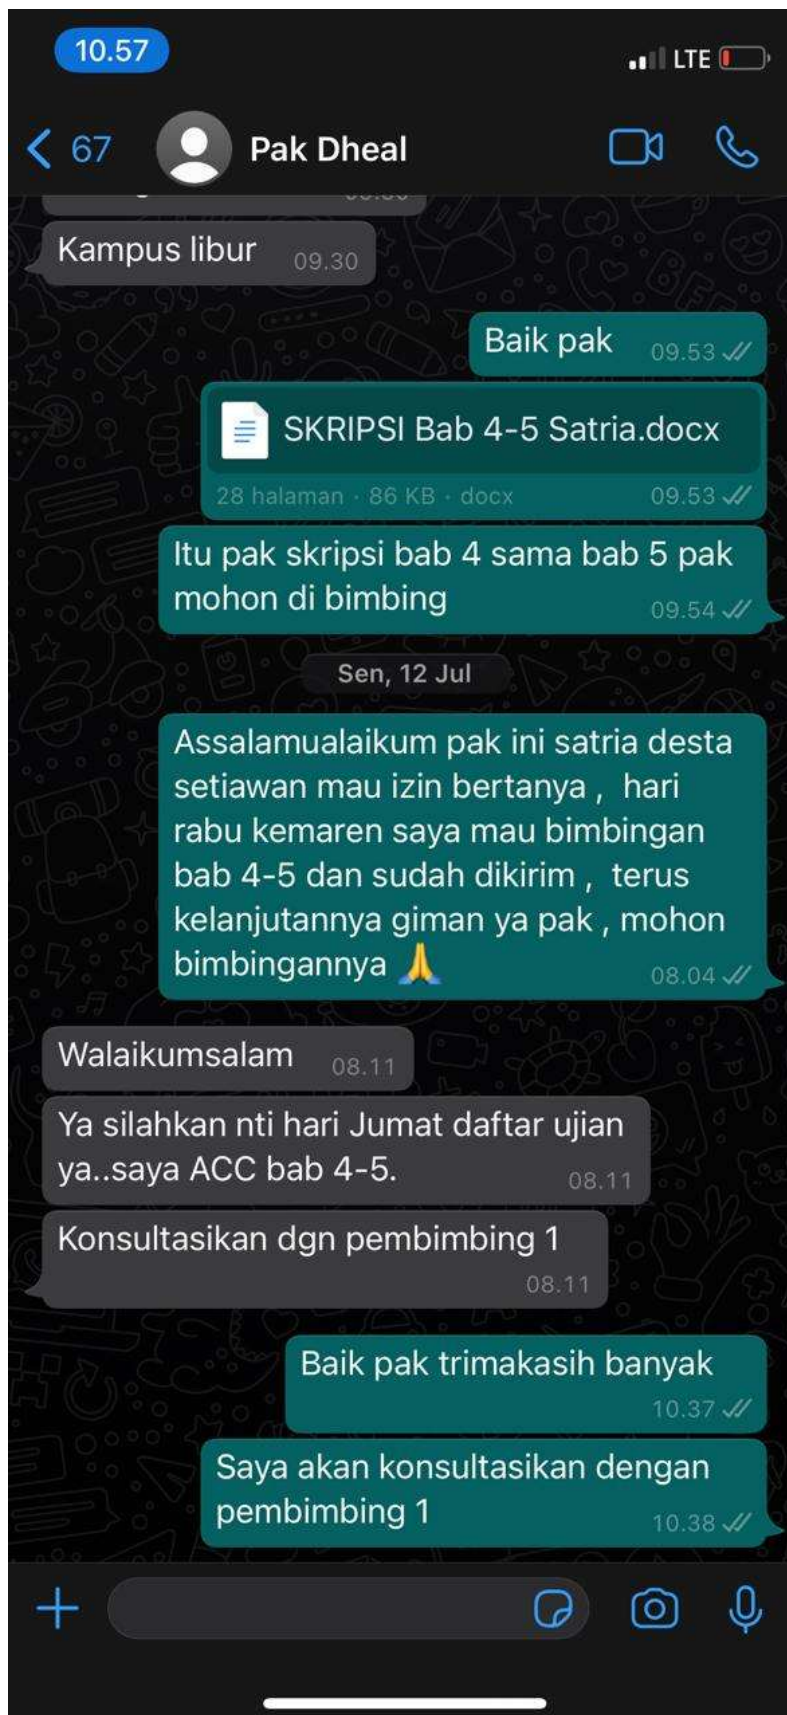 10.57
LTE
67
Pak Dheal
Kampus libur 09.30
Baik pak 09.53
SKRIPSI Bab 4-5 Satria.docx
28 halaman · 86 KB · docx 09.53
Itu pak skripsi bab 4 sama bab 5 pak
mohon di bimbing 09.54
Sen, 12 Jul
Assalamualaikum pak ini satria desta
setiawan mau izin bertanya , hari
rabu kemaren saya mau bimbingan
bab 4-5 dan sudah dikirim , terus
kelanjutannya giman ya pak , mohon
bimbingannya 🙏 08.04
Walaikumsalam 08.11
Ya silahkan nti hari Jumat daftar ujian
ya..saya ACC bab 4-5. 08.11
Konsultasikan dgn pembimbing 1
08.11
Baik pak trimakasih banyak
10.37
Saya akan konsultasikan dengan
pembimbing 1 10.38